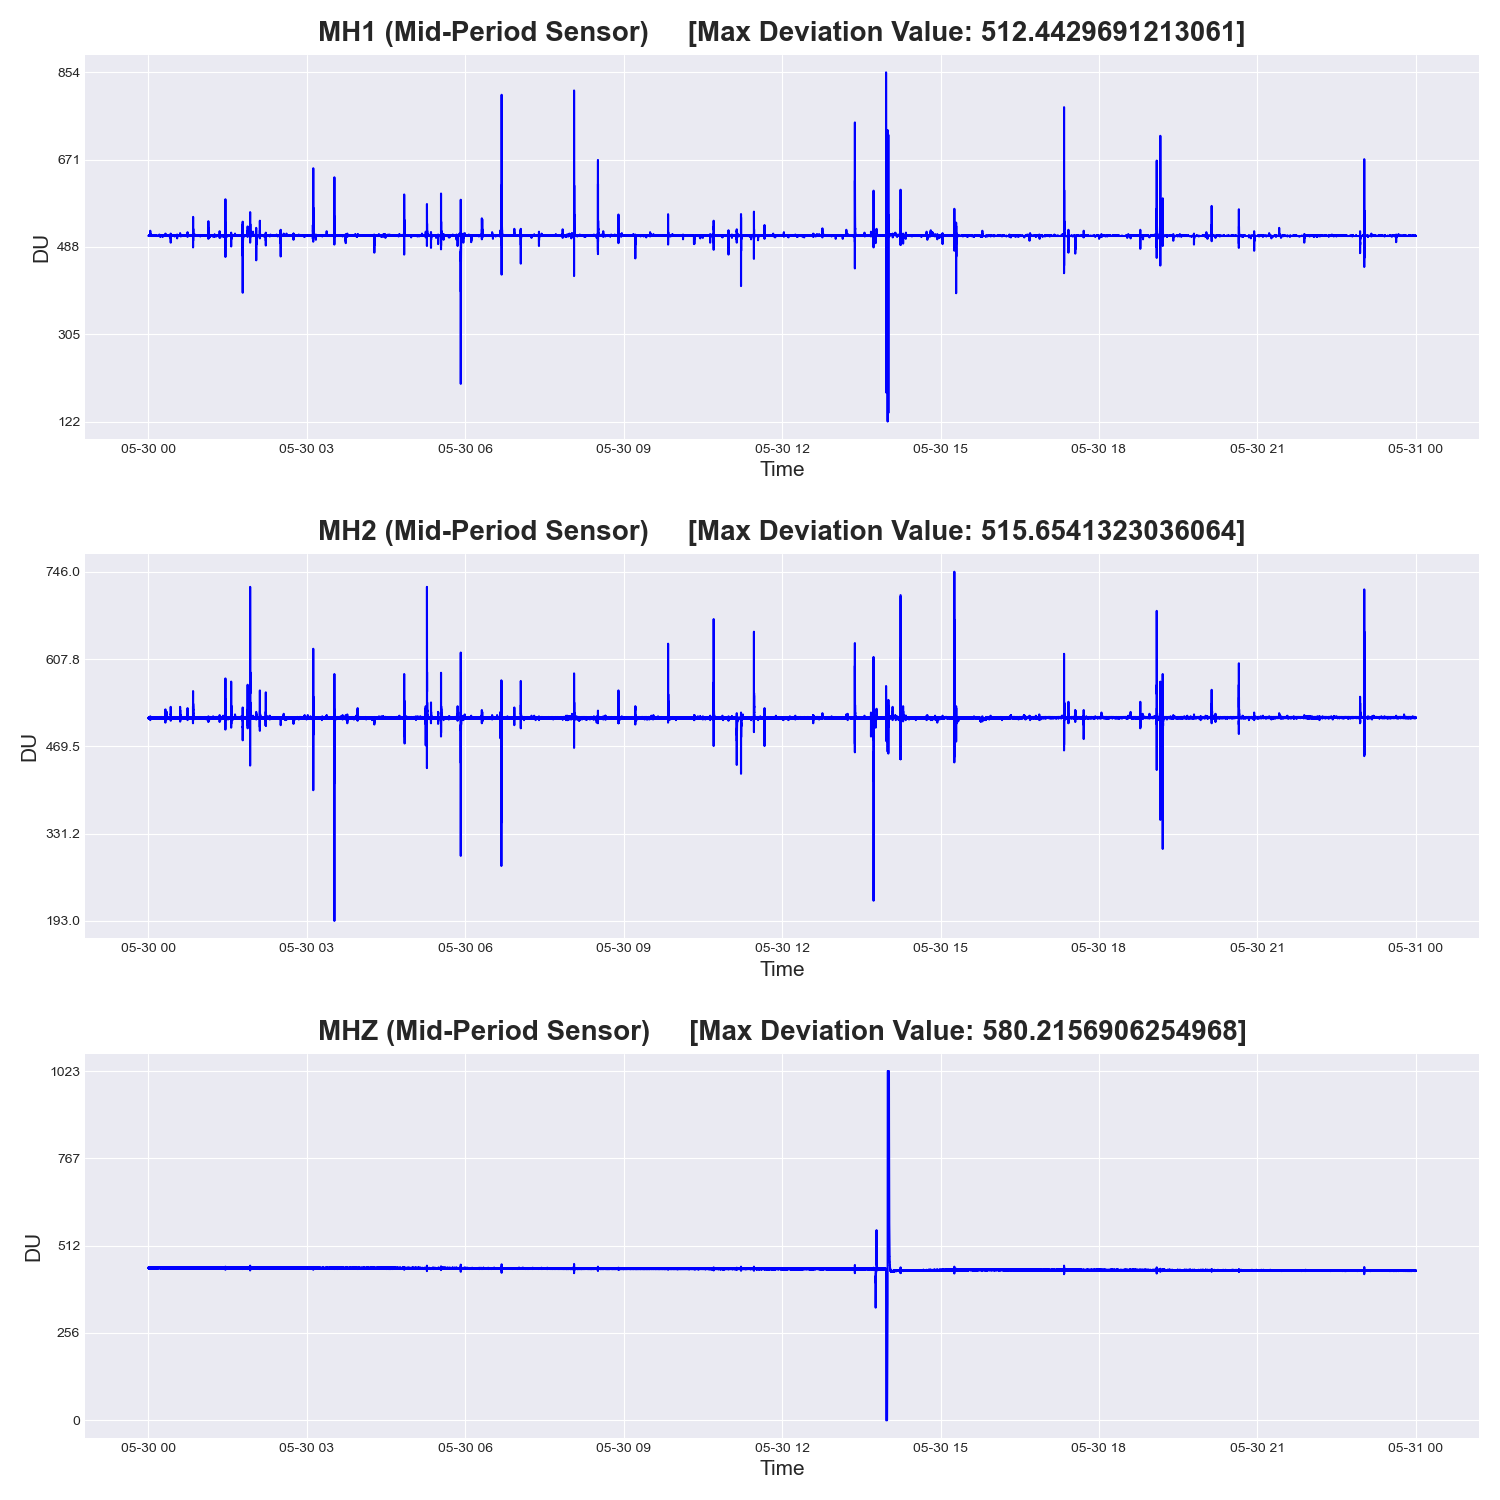 MH1 (Mid-Period Sensor) [Max Deviation Value: 512.4429691213061]
854
671
488
305
122
DU
05-30 00 05-30 03 05-30 06 05-30 09 05-30 12 05-30 15 05-30 18 05-30 21 05-31 00
Time
MH2 (Mid-Period Sensor) [Max Deviation Value: 515.6541323036064]
746.0
607.8
469.5
331.2
193.0
DU
05-30 00 05-30 03 05-30 06 05-30 09 05-30 12 05-30 15 05-30 18 05-30 21 05-31 00
Time
MHZ (Mid-Period Sensor) [Max Deviation Value: 580.2156906254968]
1023
767
512
256
0
DU
05-30 00 05-30 03 05-30 06 05-30 09 05-30 12 05-30 15 05-30 18 05-30 21 05-31 00
Time